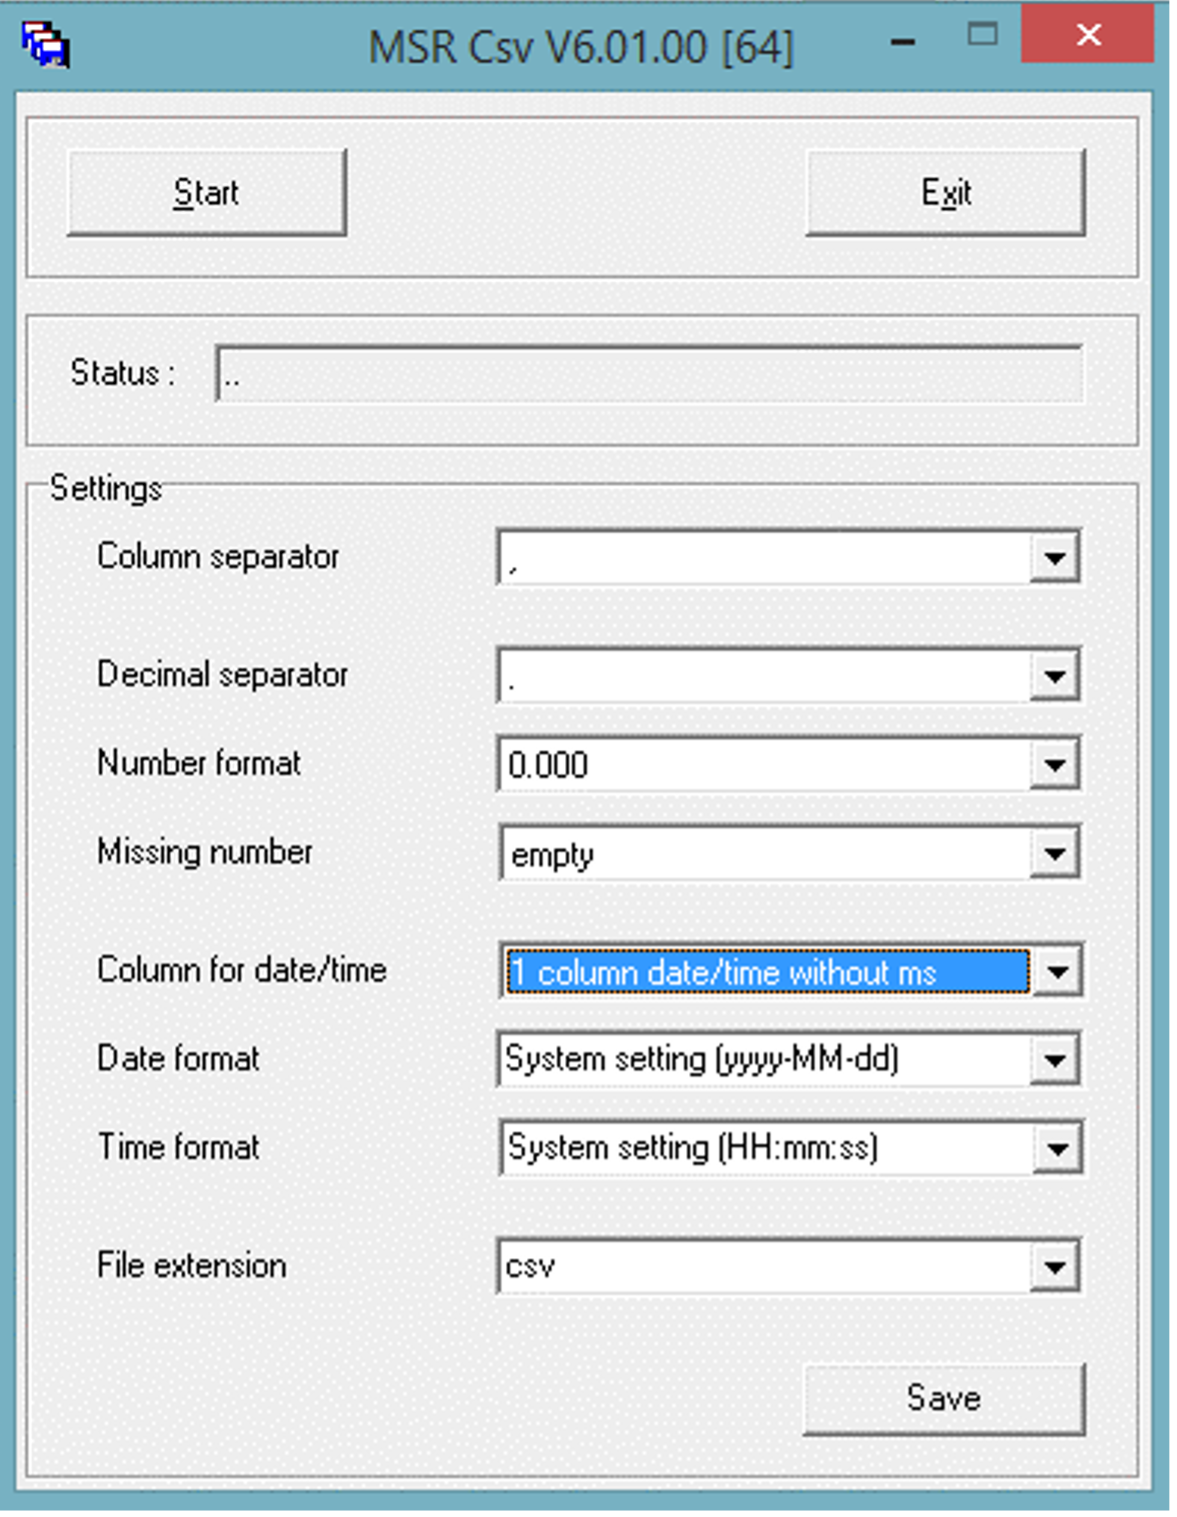 MSR Csv V6.01.00 [64]
Start
Exit
Status :
..
Settings
Column separator
,
Decimal separator
.
Number format
0.000
Missing number
empty
Column for date/time
1 column date/time without ms
Date format
System setting (yyyy-MM-dd)
Time format
System setting (HH:mm:ss)
File extension
csv
Save